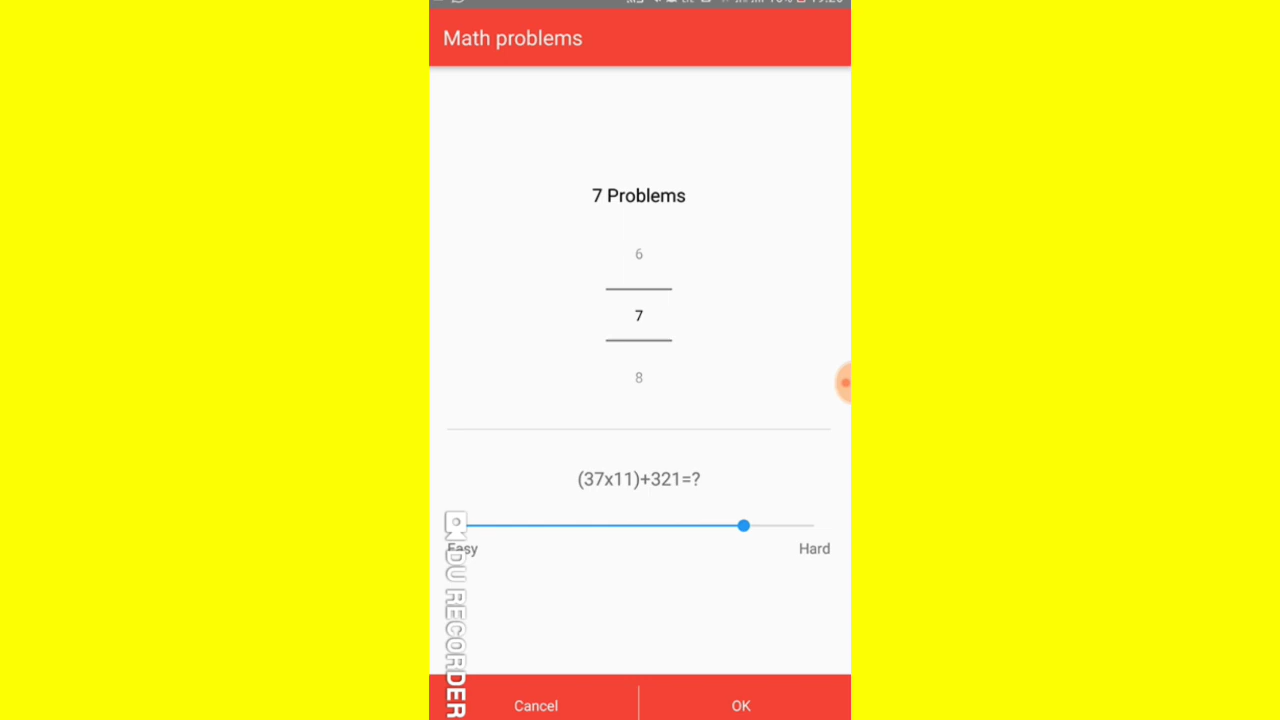 Math problems
7 Problems
6
7
8
(37x11)+321=?
Easy
Hard
DU RECORDER
Cancel
OK